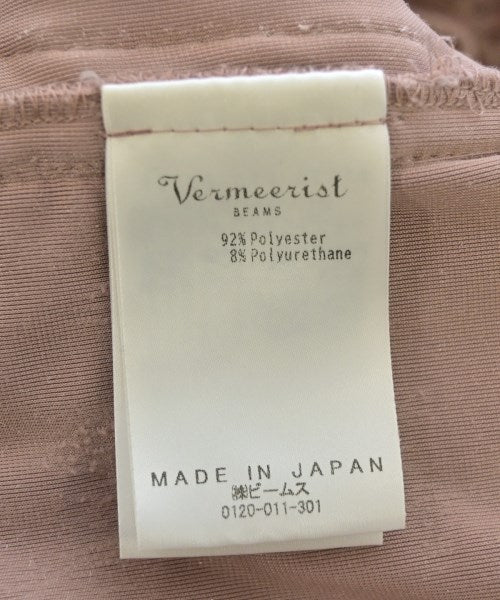 Vermeerist
BEAMS
92% Polyester
8% Polyurethane
MADE IN JAPAN
㈱ビームス
0120-011-301